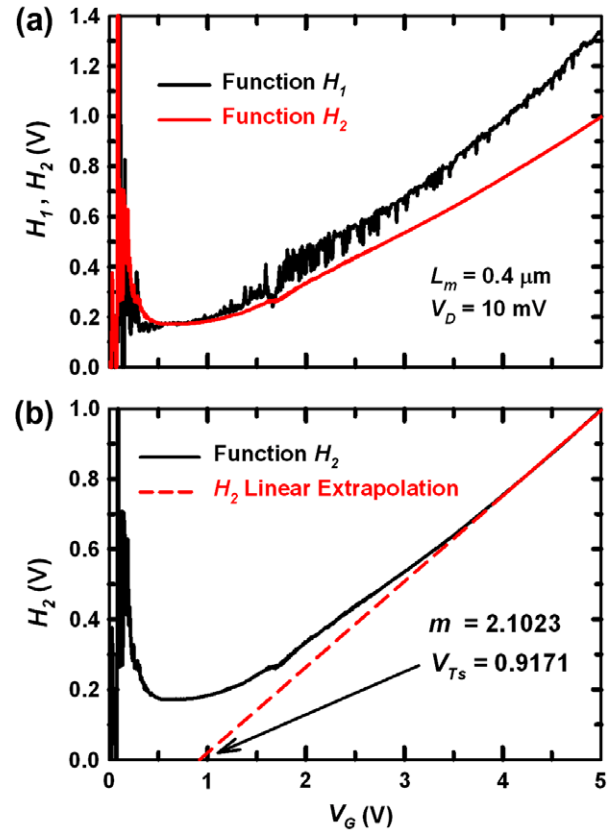 (a)
1.4
1.2
1.0
0.8
0.6
0.4
0.2
0.0
H1, H2 (V)
Function H1
Function H2
Lm = 0.4 μm
VD = 10 mV
(b)
1.0
0.8
0.6
0.4
0.2
0.0
H2 (V)
Function H2
H2 Linear Extrapolation
m = 2.1023
VTs = 0.9171
0 1 2 3 4 5
VG (V)